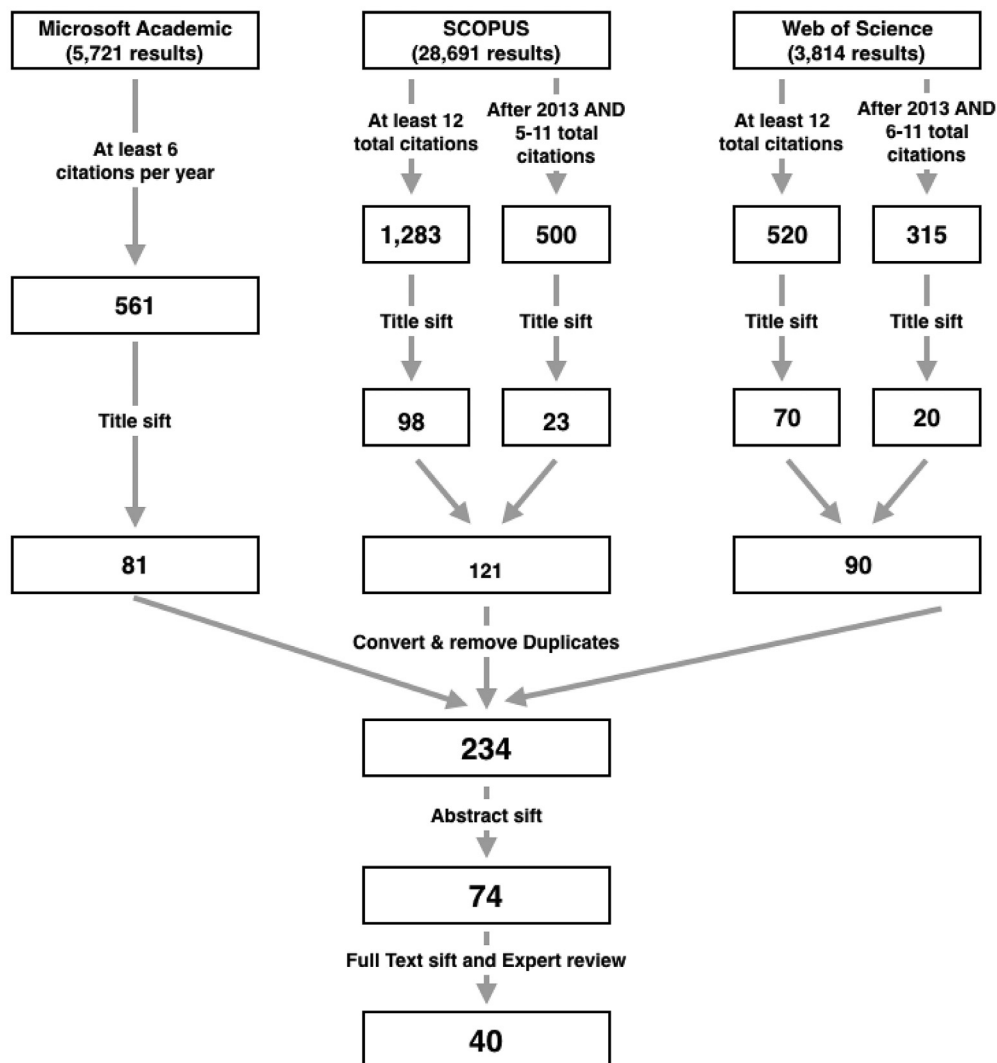 Microsoft Academic
(5,721 results)
SCOPUS
(28,691 results)
Web of Science
(3,814 results)
At least 6
citations per year
At least 12
total citations
After 2013 AND
5-11 total
citations
At least 12
total citations
After 2013 AND
6-11 total
citations
561
1,283
500
520
315
Title sift
Title sift
Title sift
Title sift
Title sift
98
23
70
20
81
121
90
Convert & remove Duplicates
234
Abstract sift
74
Full Text sift and Expert review
40